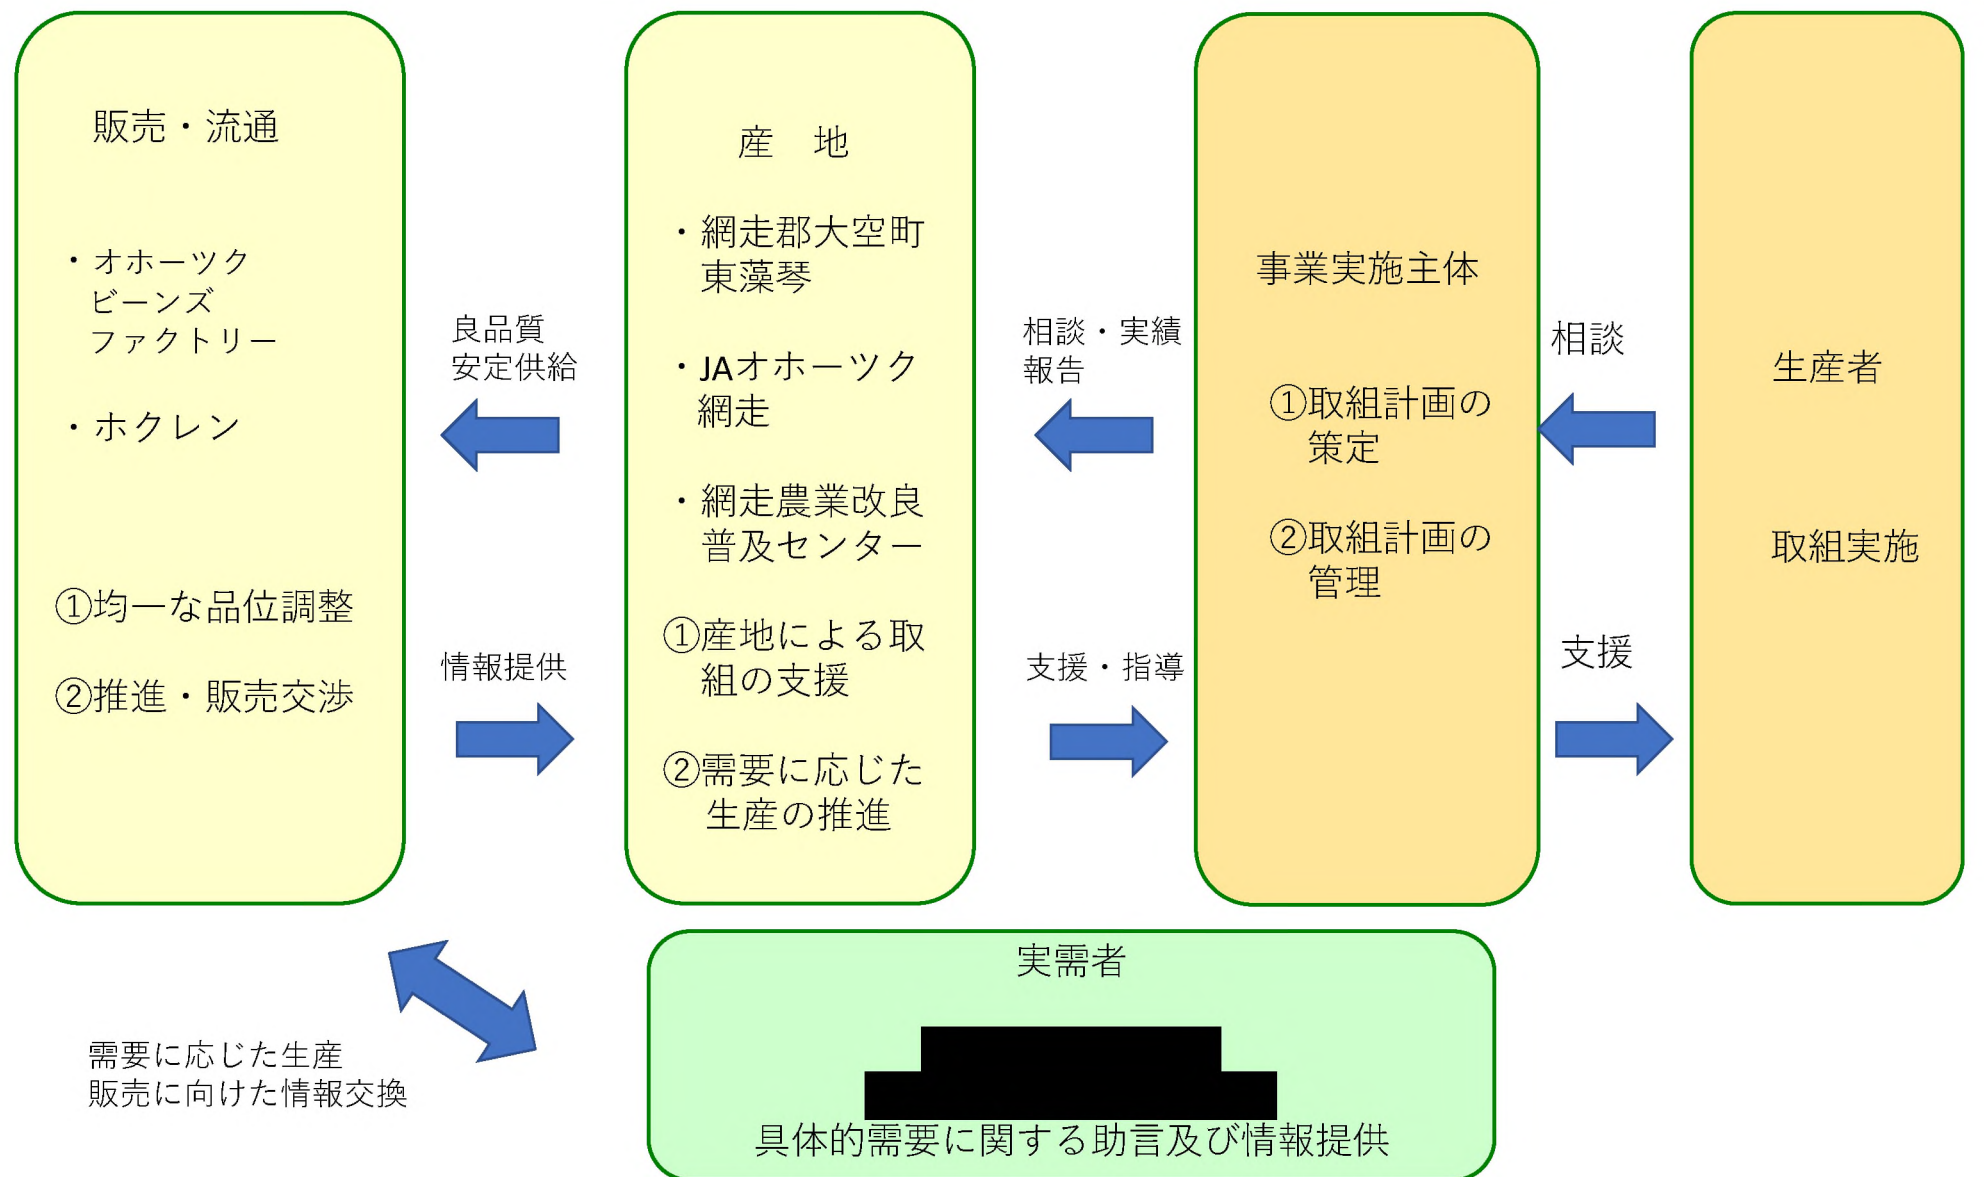 販売・流通
・オホーツク
ビーンズ
ファクトリー
・ホクレン
①均一な品位調整
②推進・販売交渉
良品質
安定供給
情報提供
産　地
・網走郡大空町
東藻琴
・JAオホーツク
網走
・網走農業改良
普及センター
①産地による取
組の支援
②需要に応じた
生産の推進
相談・実績
報告
支援・指導
事業実施主体
①取組計画の
策定
②取組計画の
管理
相談
支援
生産者
取組実施
需要に応じた生産
販売に向けた情報交換
実需者
具体的需要に関する助言及び情報提供